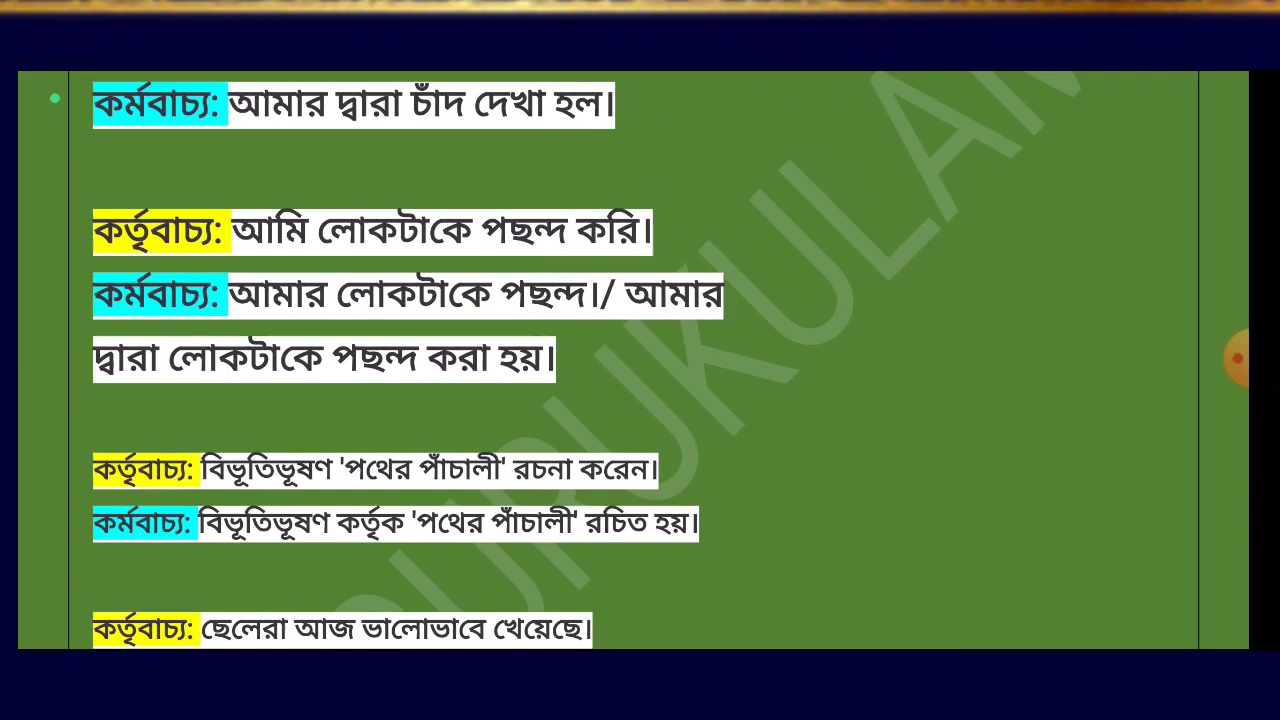 কর্মবাচ্য: আমার দ্বারা চাঁদ দেখা হল।
কর্তৃবাচ্য: আমি লোকটাকে পছন্দ করি।
কর্মবাচ্য: আমার লোকটাকে পছন্দ।/ আমার
দ্বারা লোকটাকে পছন্দ করা হয়।
কর্তৃবাচ্য: বিভূতিভূষণ 'পথের পাঁচালী' রচনা করেন।
কর্মবাচ্য: বিভূতিভূষণ কর্তৃক 'পথের পাঁচালী' রচিত হয়।
কর্তৃবাচ্য: ছেলেরা আজ ভালোভাবে খেয়েছে।